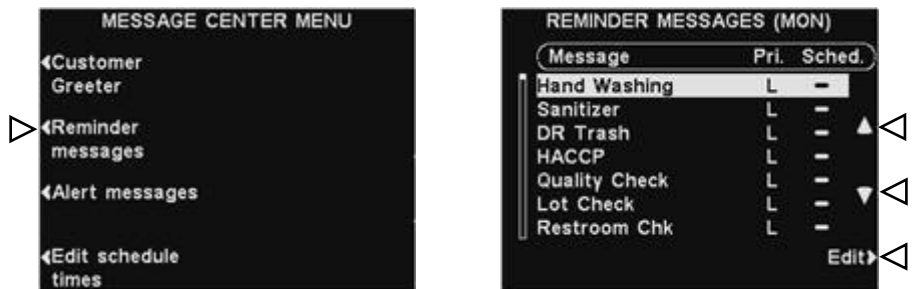 MESSAGE CENTER MENU
Customer
Greeter
Reminder
messages
Alert messages
Edit schedule
times
REMINDER MESSAGES (MON)
Message Pri. Sched.
Hand Washing L –
Sanitizer L –
DR Trash L –
HACCP L –
Quality Check L –
Lot Check L –
Restroom Chk L –
Edit